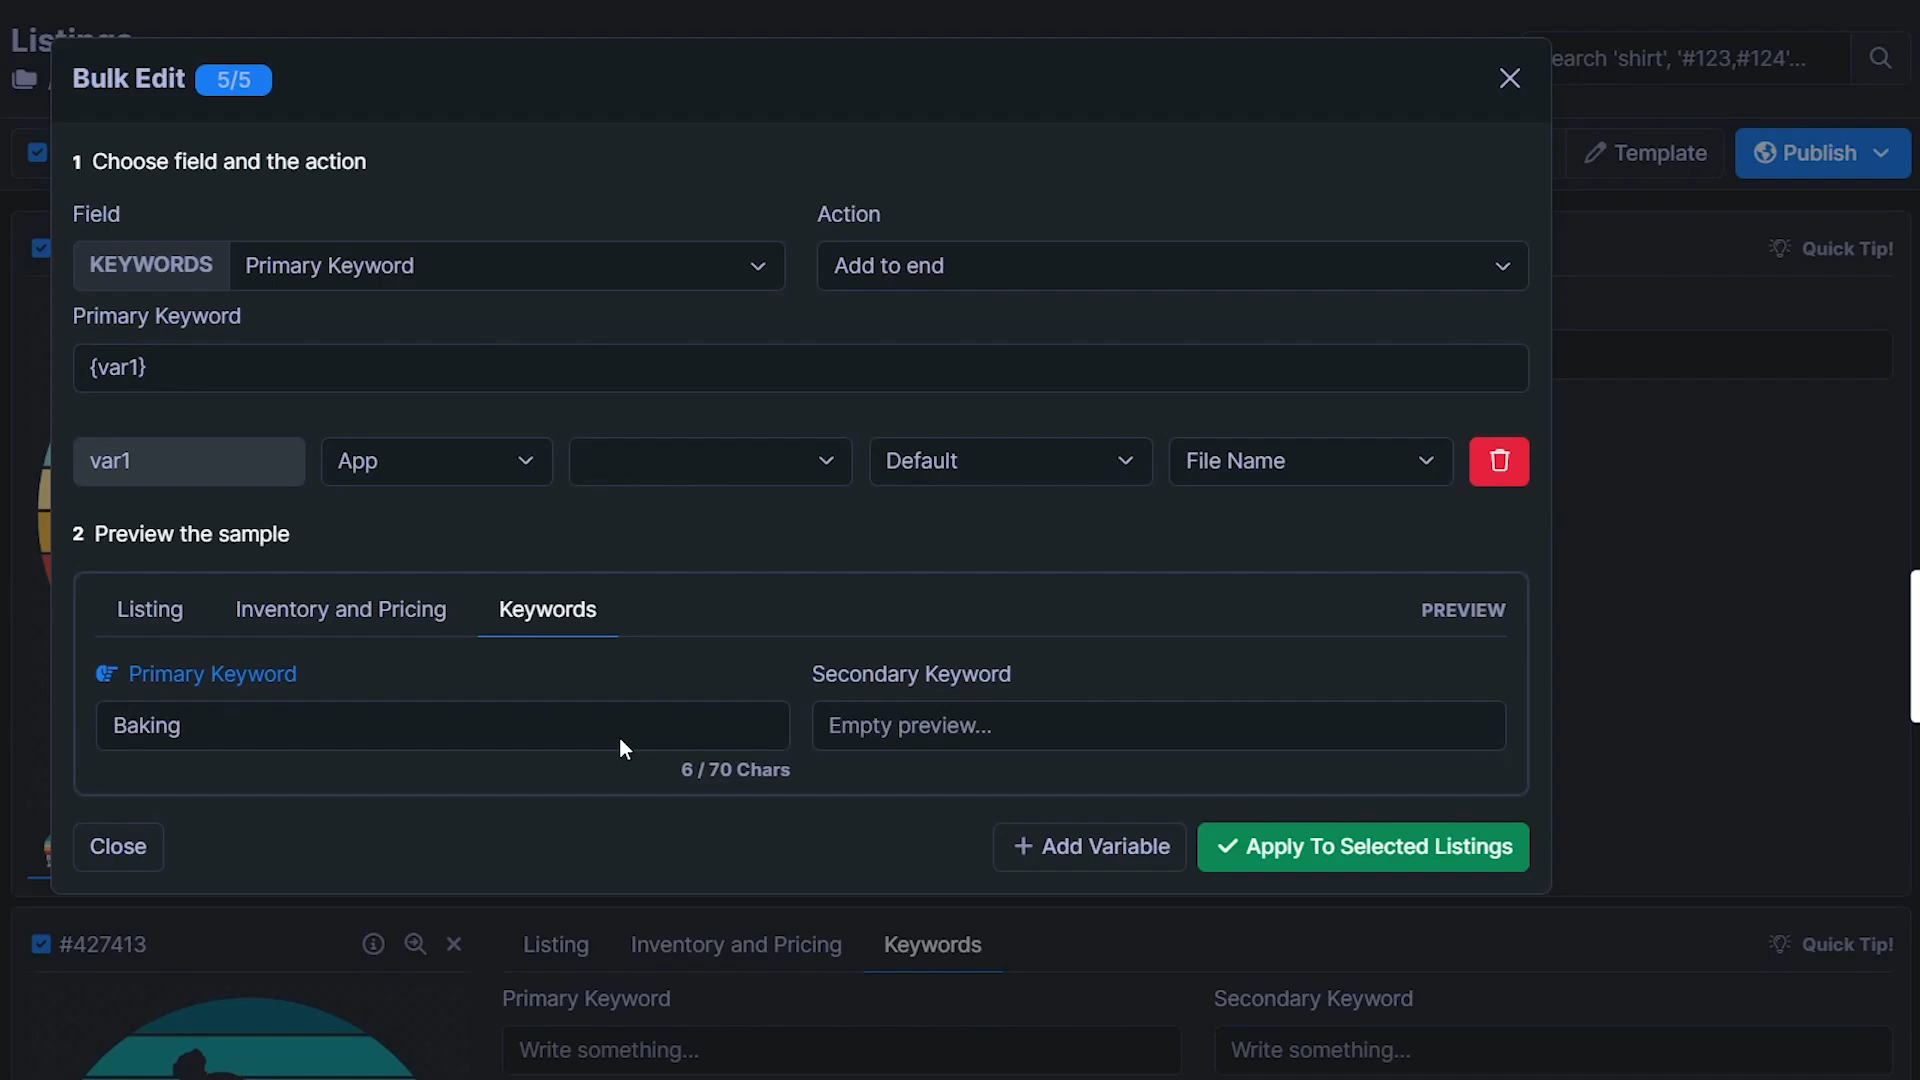 Listings
earch 'shirt', '#123,#124'...
Bulk Edit 5/5
Template
Publish
1 Choose field and the action
Field
Action
KEYWORDS Primary Keyword
Add to end
Quick Tip!
Primary Keyword
{var1}
var1
App
Default
File Name
2 Preview the sample
Listing
Inventory and Pricing
Keywords
PREVIEW
Primary Keyword
Secondary Keyword
Baking
Empty preview...
6 / 70 Chars
Close
+ Add Variable
Apply To Selected Listings
#427413
Listing
Inventory and Pricing
Keywords
Quick Tip!
Primary Keyword
Secondary Keyword
Write something...
Write something...